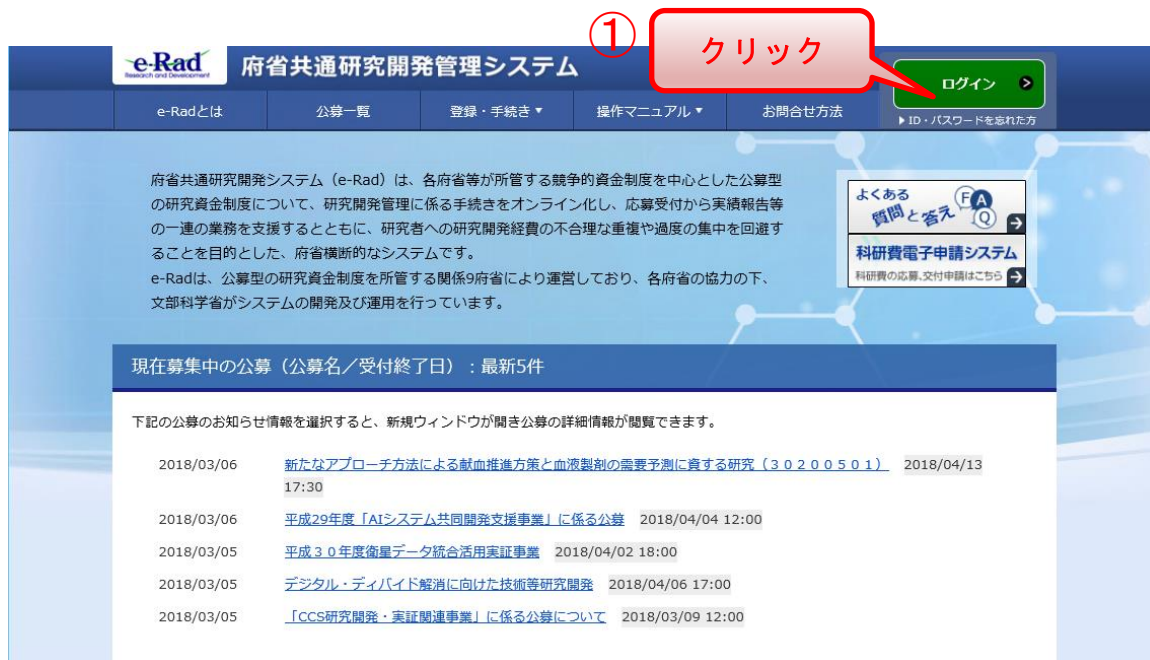 ①
クリック
e-Rad
Research and Development
府省共通研究開発管理システム
ログイン
e-Radとは
公募一覧
登録・手続き▼
操作マニュアル▼
お問合せ方法
▶ID・パスワードを忘れた方
府省共通研究開発システム（e-Rad）は、各府省等が所管する競争的資金制度を中心とした公募型
の研究資金制度について、研究開発管理に係る手続きをオンライン化し、応募受付から実績報告等
の一連の業務を支援するとともに、研究者への研究開発経費の不合理な重複や過度の集中を回避す
ることを目的とした、府省横断的なシステムです。
e-Radは、公募型の研究資金制度を所管する関係9府省により運営しており、各府省の協力の下、
文部科学省がシステムの開発及び運用を行っています。
よくある
質問と答え
F A Q
科研費電子申請システム
科研費の応募、交付申請はこちら
現在募集中の公募（公募名／受付終了日）：最新5件
下記の公募のお知らせ情報を選択すると、新規ウィンドウが開き公募の詳細情報が閲覧できます。
2018/03/06 新たなアプローチ方法による献血推進方策と血液製剤の需要予測に資する研究（３０２００５０１） 2018/04/13
17:30
2018/03/06 平成29年度「AIシステム共同開発支援事業」に係る公募 2018/04/04 12:00
2018/03/05 平成３０年度衛星データ統合活用実証事業 2018/04/02 18:00
2018/03/05 デジタル・ディバイド解消に向けた技術等研究開発 2018/04/06 17:00
2018/03/05 「CCS研究開発・実証関連事業」に係る公募について 2018/03/09 12:00